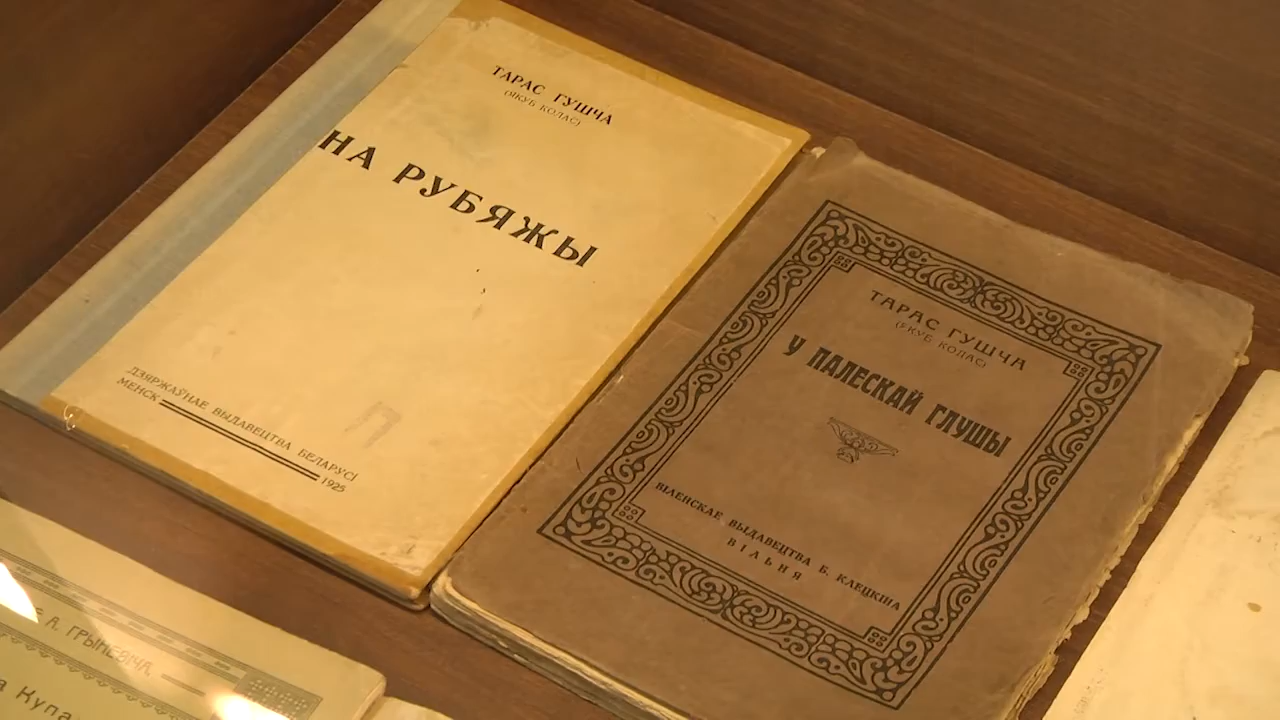 ТАРАС ГУШЧА
(ЯКУБ КОЛАС)
НА РУБЯЖЫ
ДЗЯРЖАЎНАЕ ВЫДАВЕЦТВА БЕЛАРУСІ
МЕНСК 1925
ТАРАС ГУШЧА
(ЯКУБ КОЛАС)
У ПАЛЕСКАЙ ГЛУШЫ
ВІЛЕНСКАЕ ВЫДАВЕЦТВА Б. КЛЕЦКІНА
ВІЛЬНЯ
А. ГРЫНЕВІЧА.